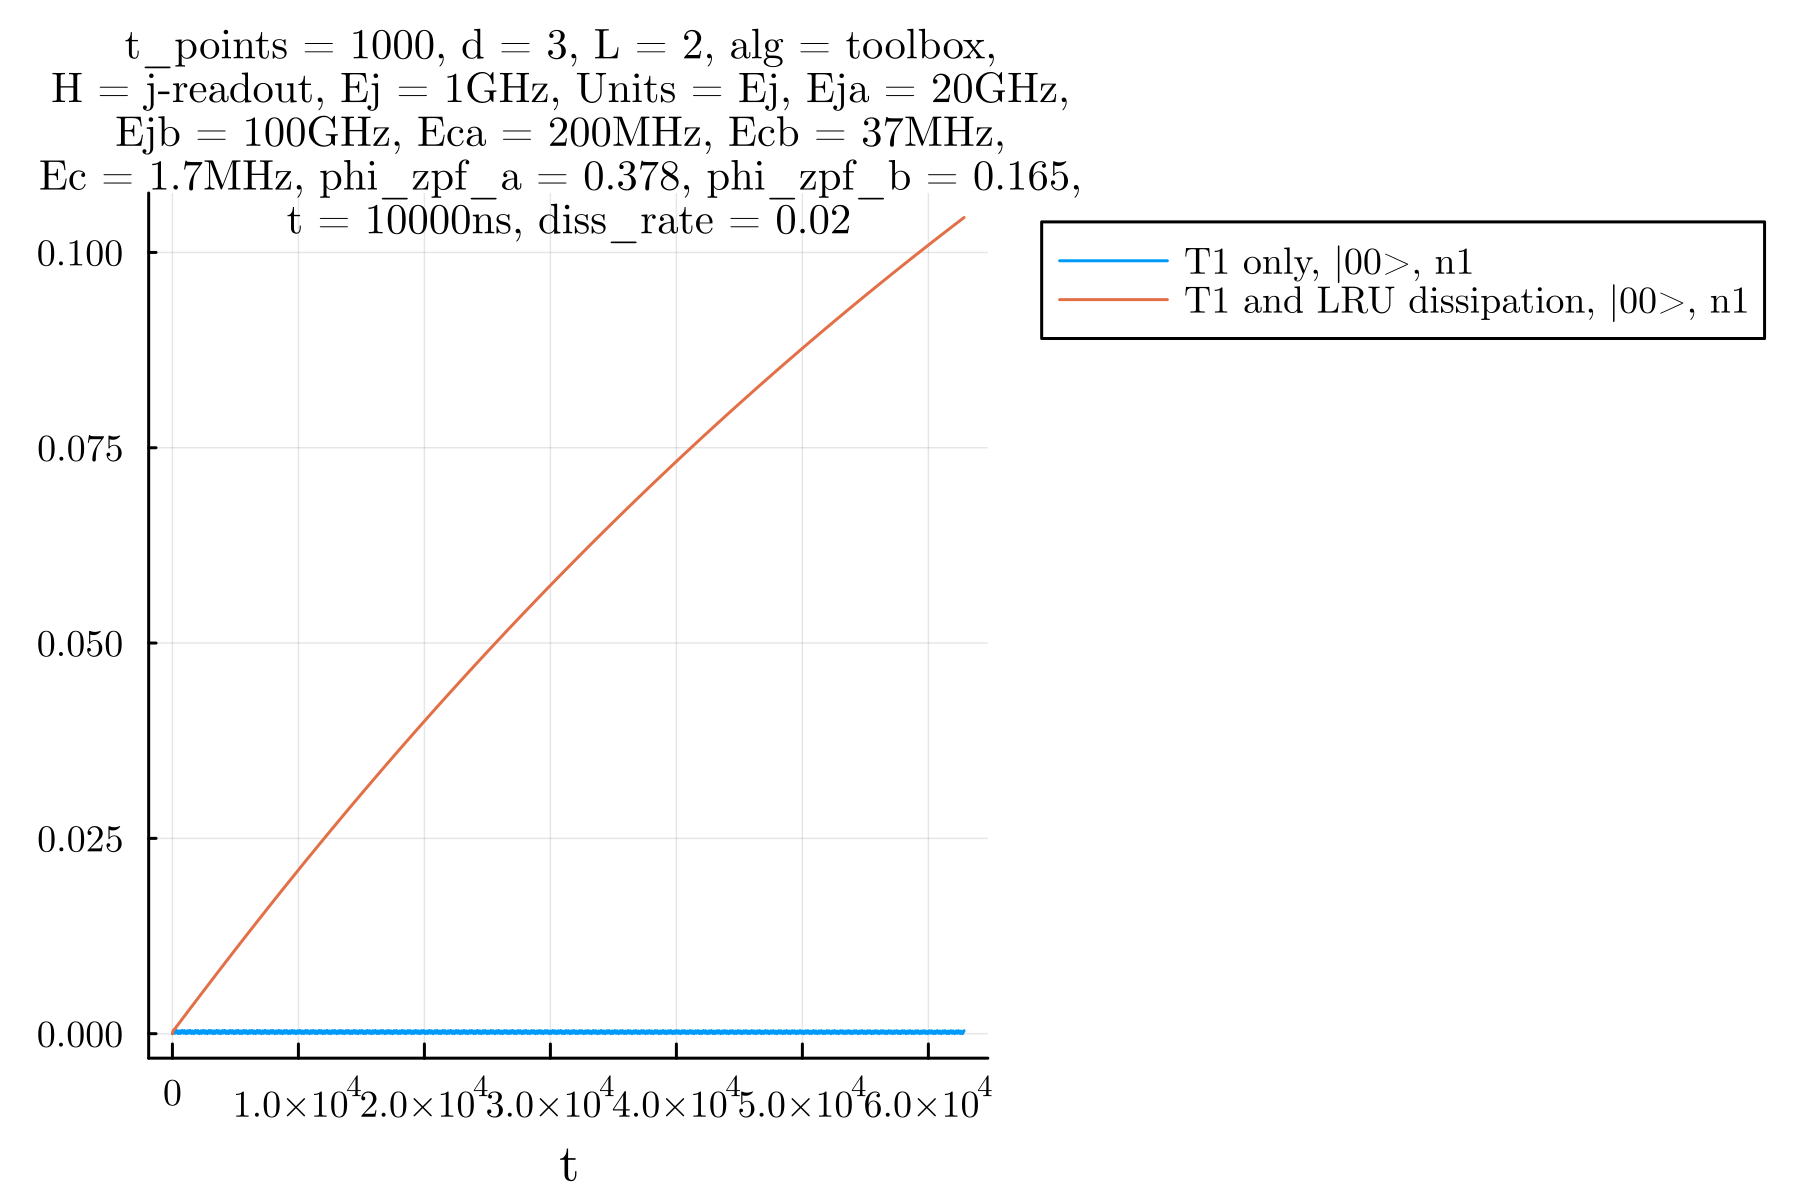 t_points = 1000, d = 3, L = 2, alg = toolbox,
H = j-readout, Ej = 1GHz, Units = Ej, Eja = 20GHz,
Ejb = 100GHz, Eca = 200MHz, Ecb = 37MHz,
Ec = 1.7MHz, phi_zpf_a = 0.378, phi_zpf_b = 0.165,
t = 10000ns, diss_rate = 0.02
T1 only, |00>, n1
T1 and LRU dissipation, |00>, n1
0.100
0.075
0.050
0.025
0.000
0 1.0×10⁴ 2.0×10⁴ 3.0×10⁴ 4.0×10⁴ 5.0×10⁴ 6.0×10⁴
t